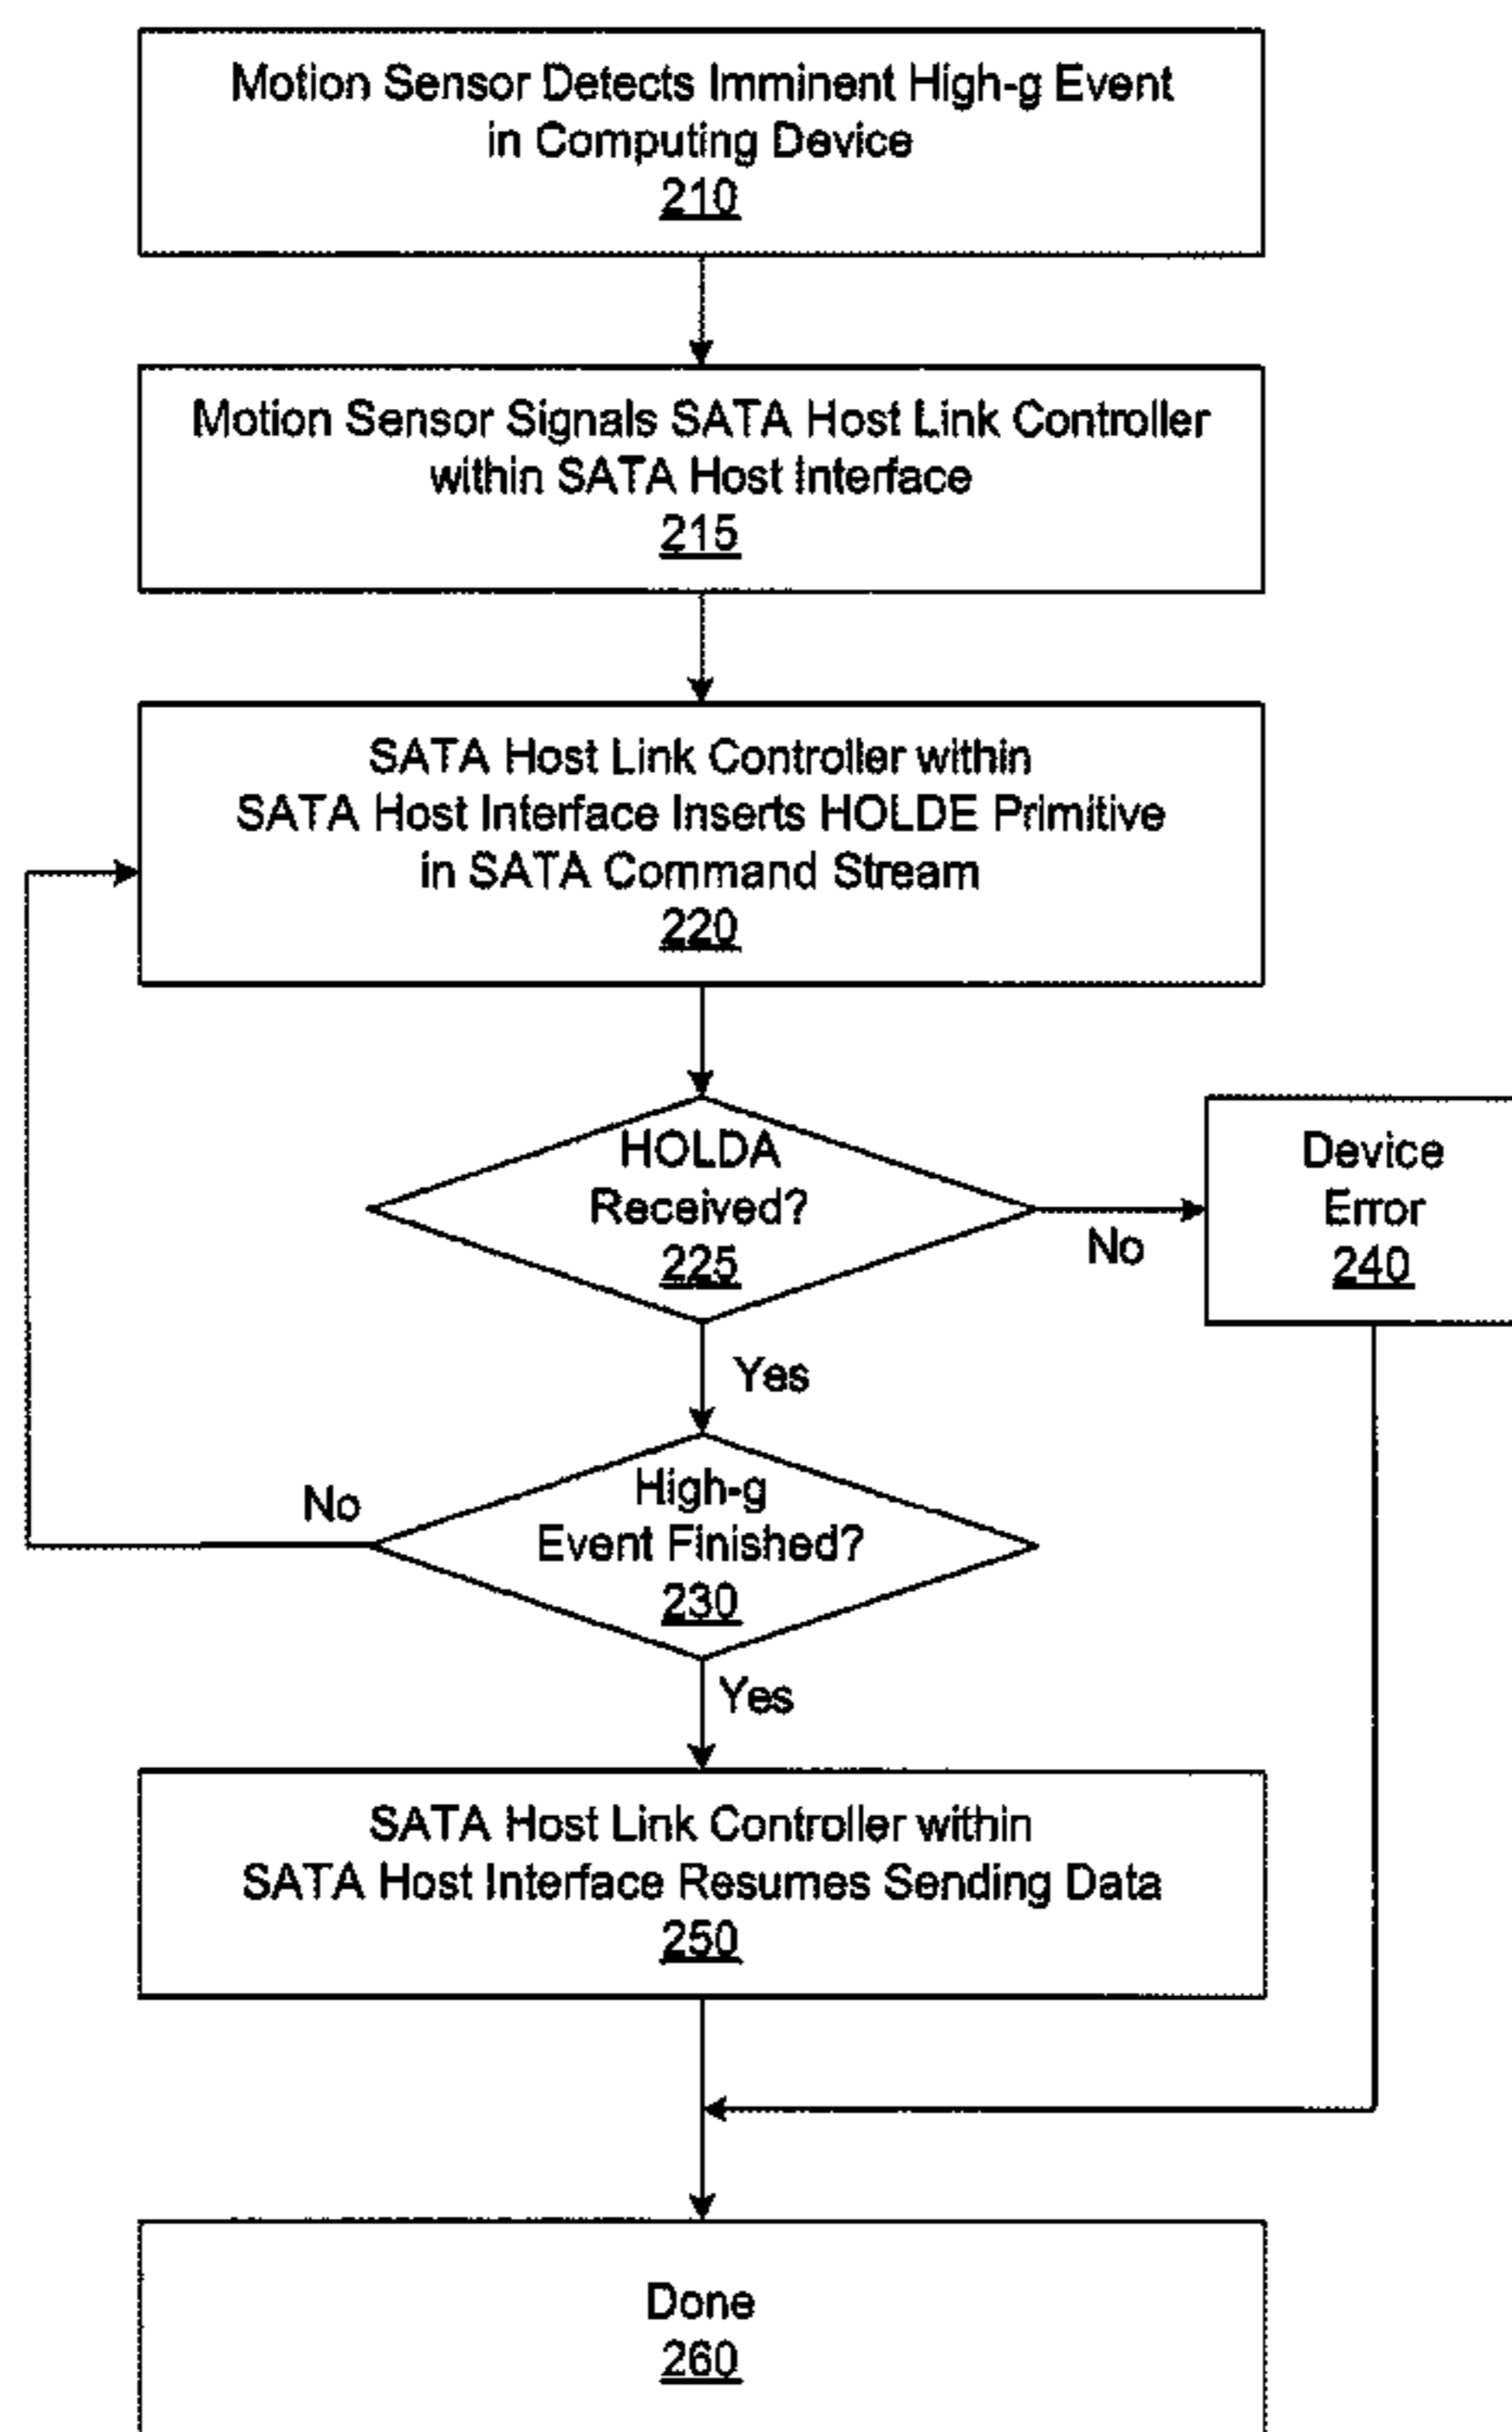 Motion Sensor Detects Imminent High-g Event
in Computing Device
210
Motion Sensor Signals SATA Host Link Controller
within SATA Host Interface
215
SATA Host Link Controller within
SATA Host Interface Inserts HOLDE Primitive
in SATA Command Stream
220
HOLDA
Received?
225
No
Device
Error
240
Yes
High-g
Event Finished?
230
No
Yes
SATA Host Link Controller within
SATA Host Interface Resumes Sending Data
250
Done
260